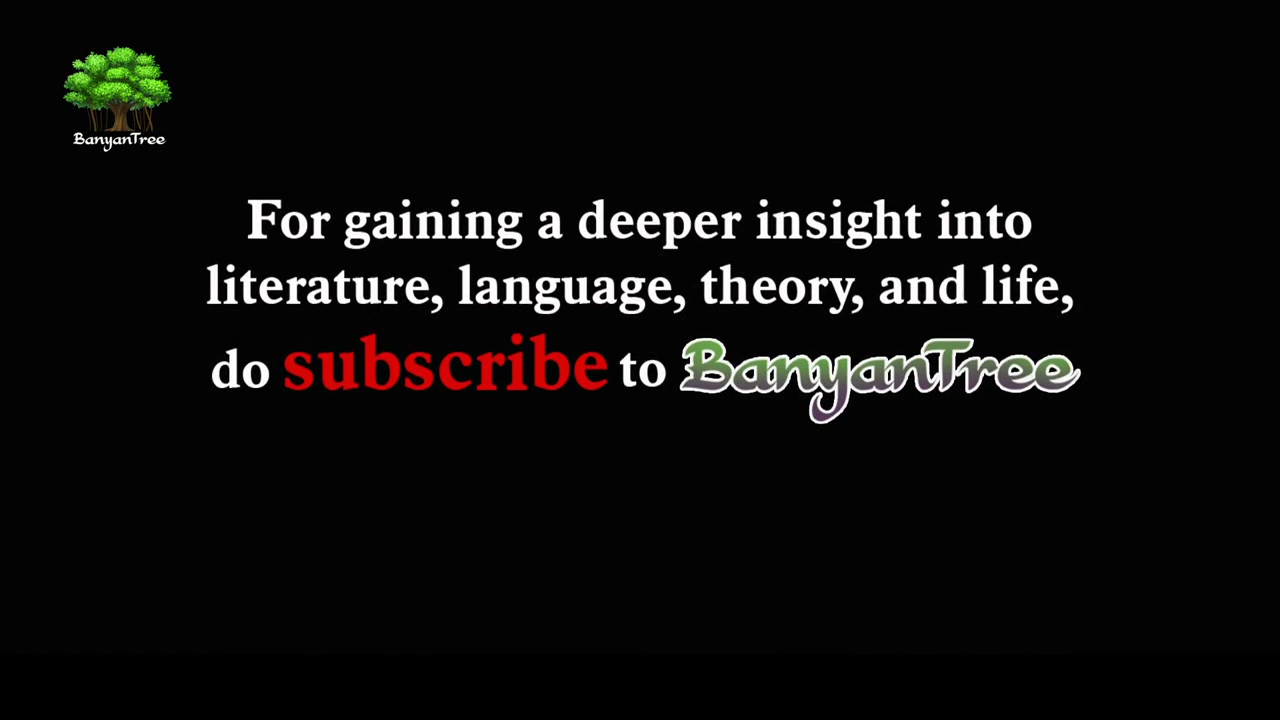 BanyanTree
For gaining a deeper insight into
literature, language, theory, and life,
do subscribe to BanyanTree